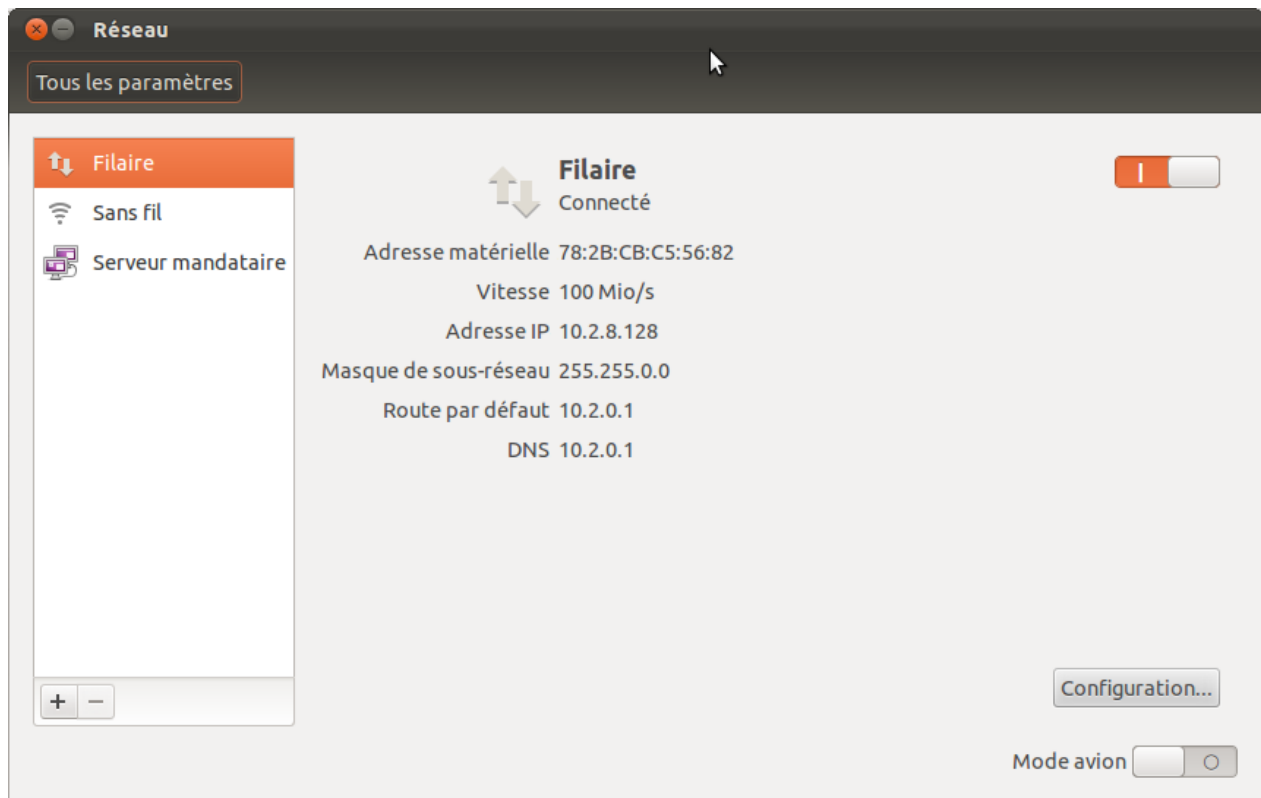 Réseau
Tous les paramètres
Filaire
Sans fil
Serveur mandataire
Filaire
Connecté
Adresse matérielle 78:2B:CB:C5:56:82
Vitesse 100 Mio/s
Adresse IP 10.2.8.128
Masque de sous-réseau 255.255.0.0
Route par défaut 10.2.0.1
DNS 10.2.0.1
Configuration...
Mode avion